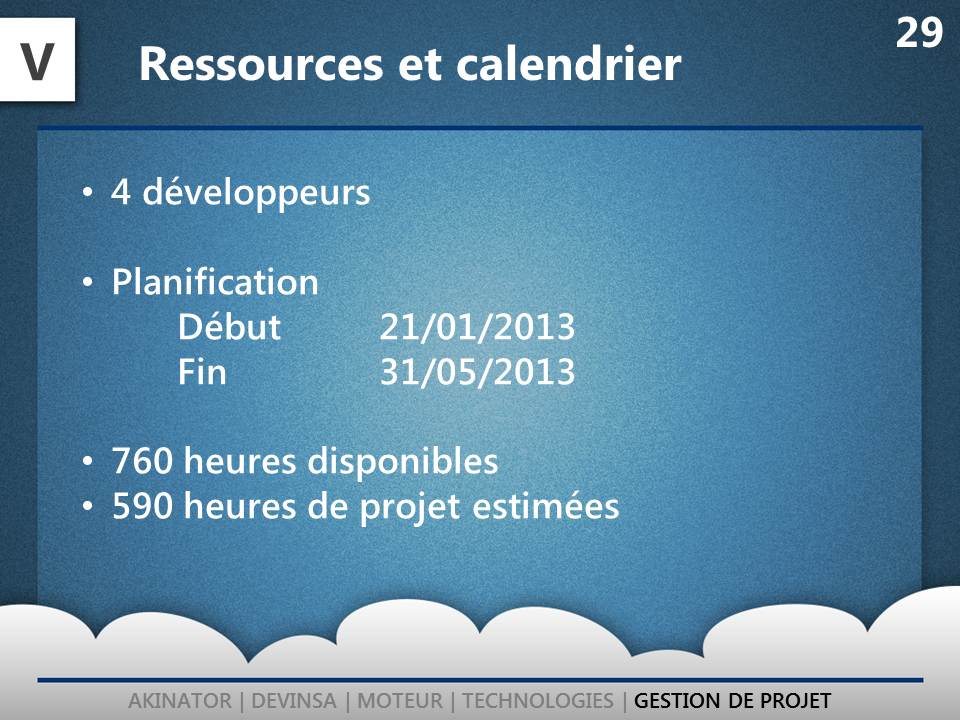 V
Ressources et calendrier
29
• 4 développeurs
• Planification
Début 21/01/2013
Fin 31/05/2013
• 760 heures disponibles
• 590 heures de projet estimées
AKINATOR | DEVINSA | MOTEUR | TECHNOLOGIES | GESTION DE PROJET